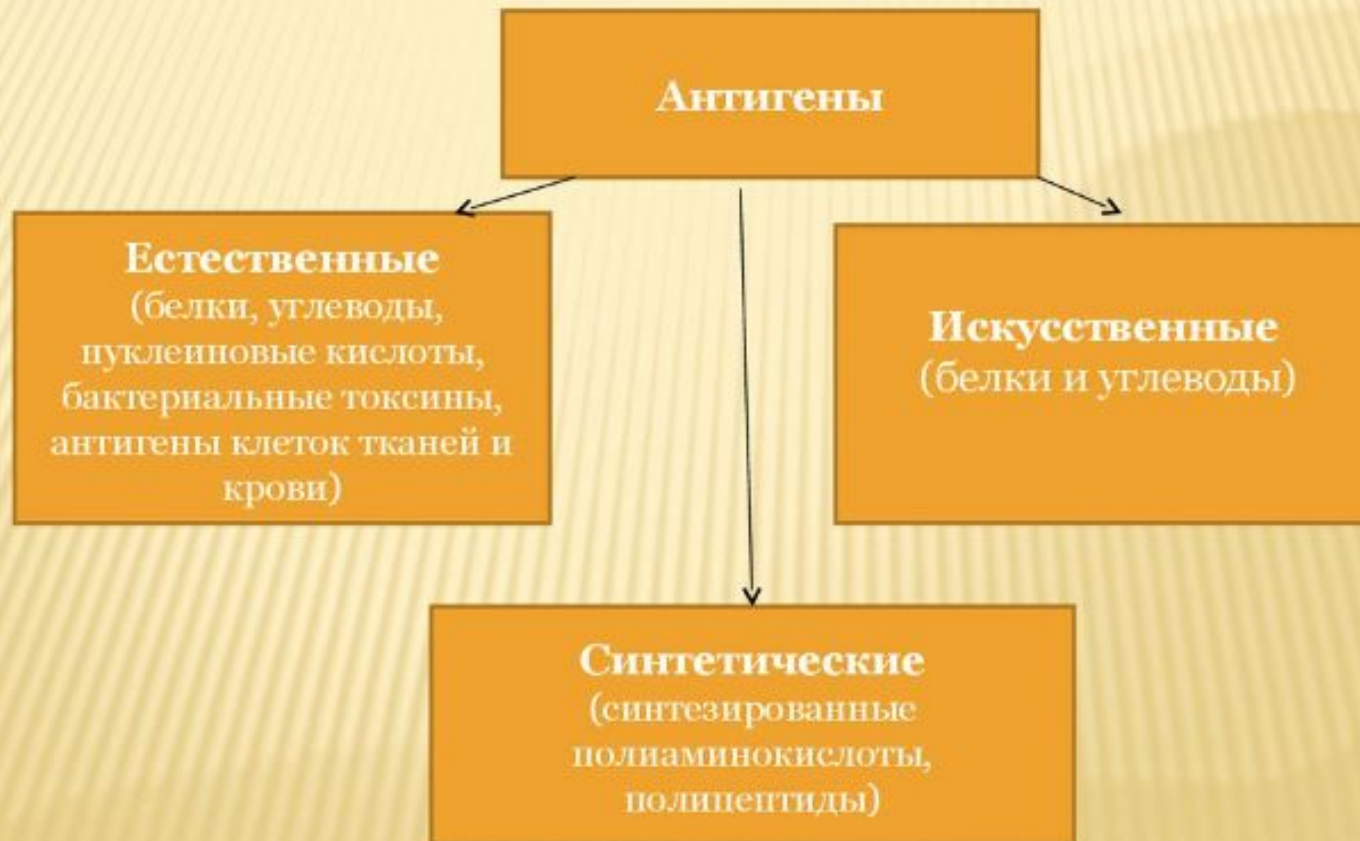 Антигены
Естественные
(белки, углеводы,
нуклеиновые кислоты,
бактериальные токсины,
антигены клеток тканей и
крови)
Искусственные
(белки и углеводы)
Синтетические
(синтезированные
полиаминокислоты,
полипептиды)